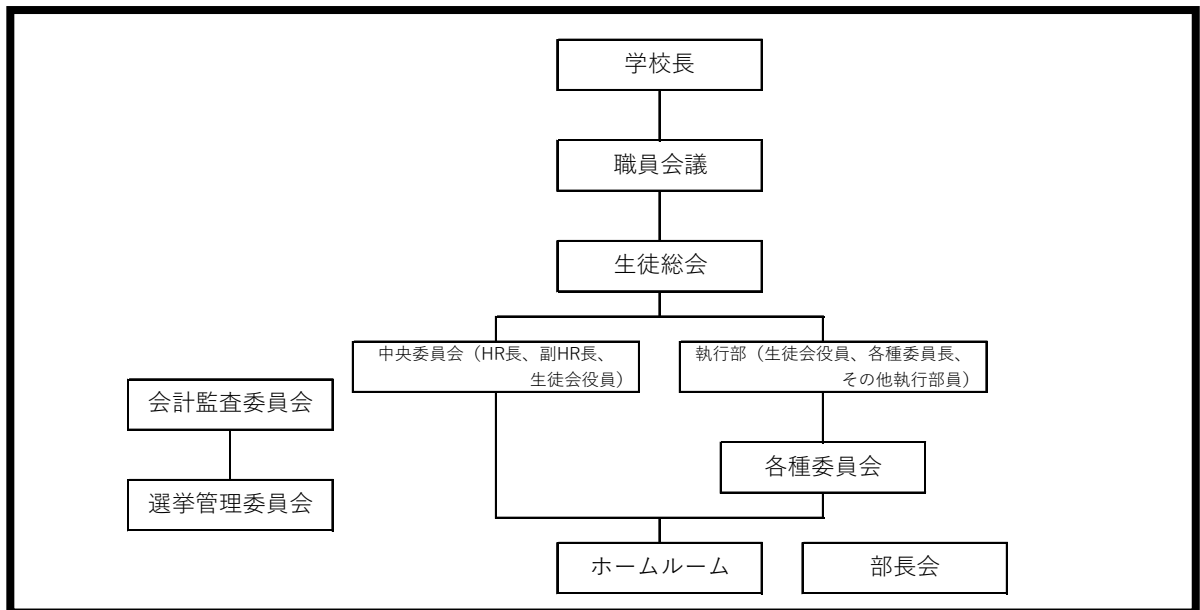 学校長
職員会議
生徒総会
中央委員会（HR長、副HR長、
生徒会役員）
執行部（生徒会役員、各種委員長、
その他執行部員）
会計監査委員会
各種委員会
選挙管理委員会
ホームルーム
部長会